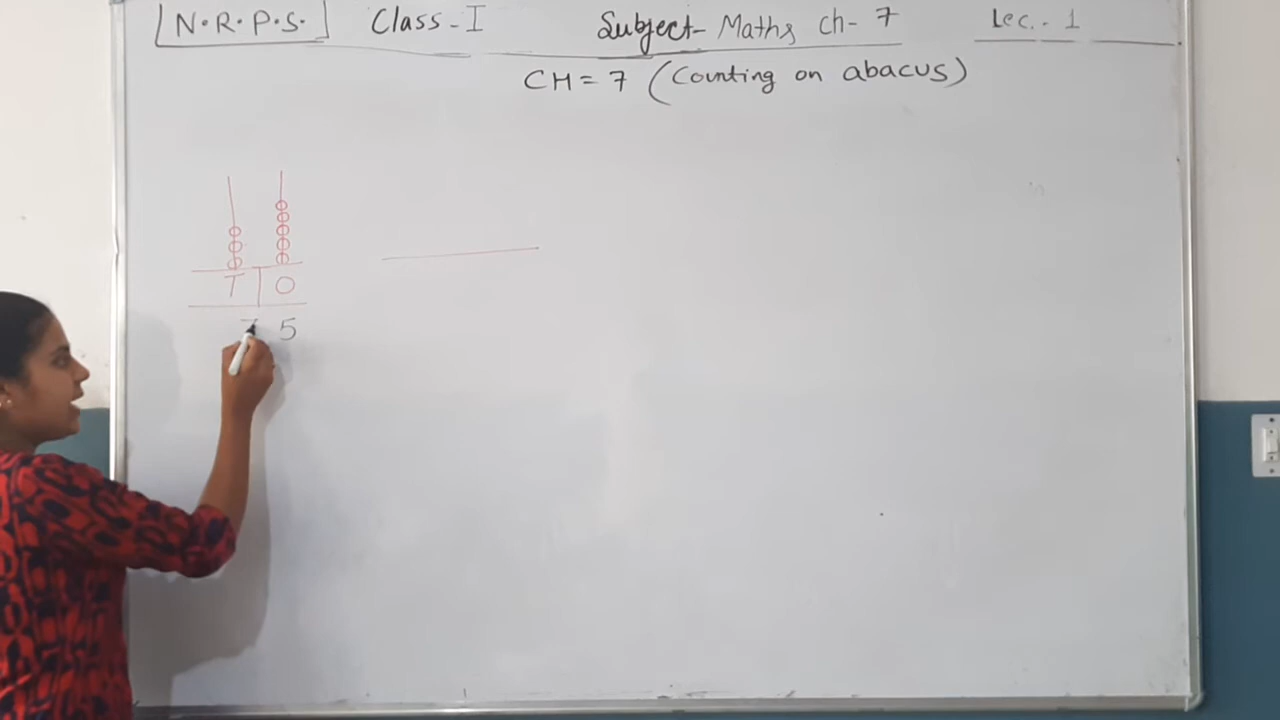 N.R.P.S. Class-I Subject- Maths Ch-7 Lec.-1
CH=7 (Counting on abacus)
T O
5